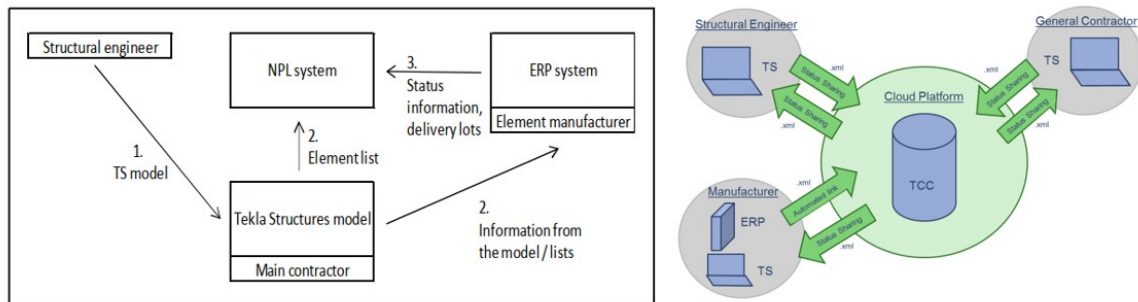 Structural engineer
NPL system
3.
Status
information,
delivery lots
ERP system
Element manufacturer
1.
TS model
2.
Element list
Tekla Structures model
Main contractor
2.
Information from
the model / lists
Structural Engineer
TS
.xml
Status Sharing
Status Sharing
.xml
General Contractor
TS
.xml
Status Sharing
Status Sharing
.xml
Cloud Platform
TCC
Manufacturer
ERP
TS
.xml
Automated link
Status Sharing
.xml